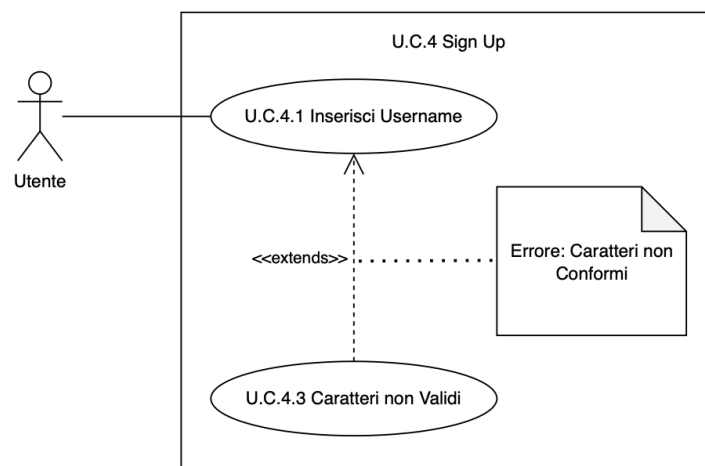 U.C.4 Sign Up
U.C.4.1 Inserisci Username
Utente
<<extends>>
Errore: Caratteri non
Conformi
U.C.4.3 Caratteri non Validi